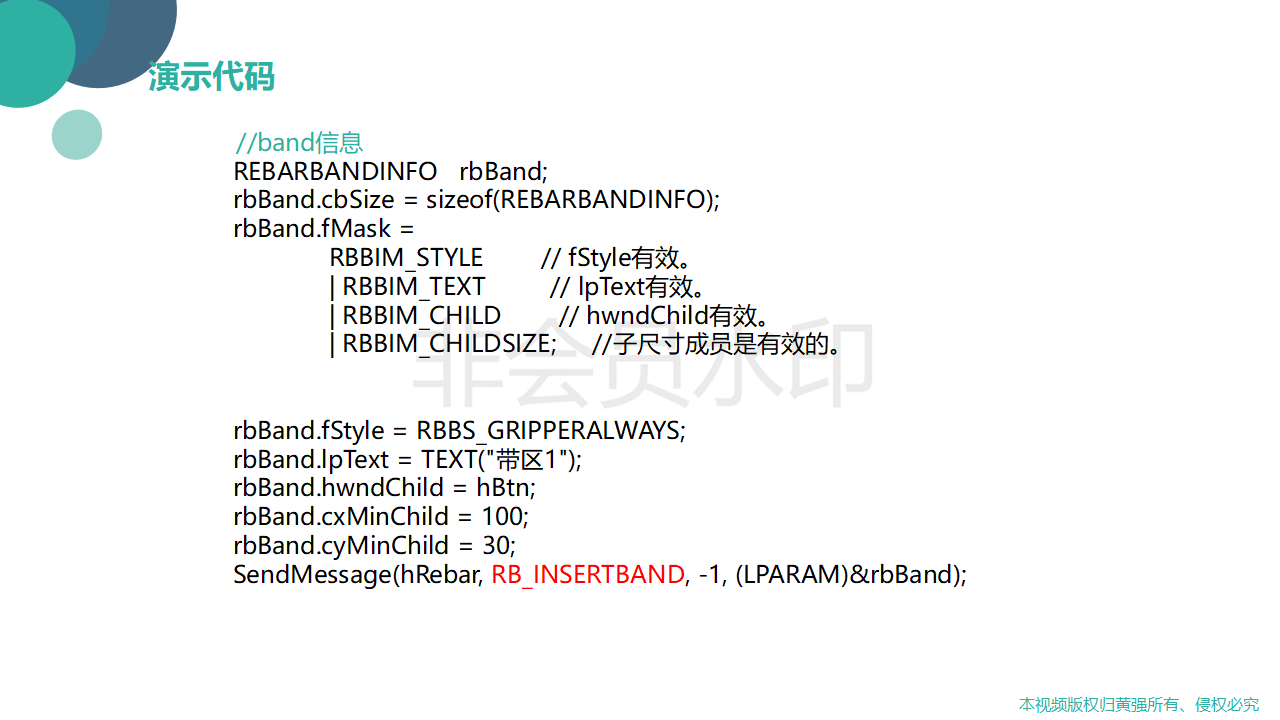 演示代码
//band信息
REBARBANDINFO rbBand;
rbBand.cbSize = sizeof(REBARBANDINFO);
rbBand.fMask =
RBBIM_STYLE // fStyle有效。
| RBBIM_TEXT // lpText有效。
| RBBIM_CHILD // hwndChild有效。
| RBBIM_CHILDSIZE; //子尺寸成员是有效的。
非会员水印
rbBand.fStyle = RBBS_GRIPPERALWAYS;
rbBand.lpText = TEXT("带区1");
rbBand.hwndChild = hBtn;
rbBand.cxMinChild = 100;
rbBand.cyMinChild = 30;
SendMessage(hRebar, RB_INSERTBAND, -1, (LPARAM)&rbBand);
本视频版权归黄强所有、侵权必究